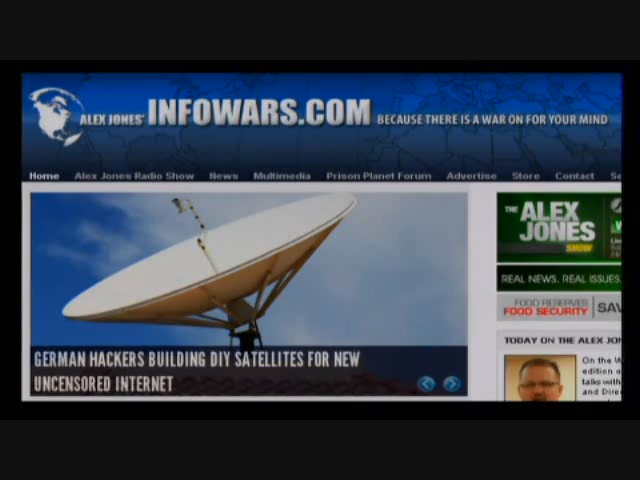 ALEX JONES' INFOWARS.COM BECAUSE THERE IS A WAR ON FOR YOUR MIND
Home Alex Jones Radio Show News Multimedia Prison Planet Forum Advertise Store Contact
THE
ALEX
JONES
SHOW
REAL NEWS. REAL ISSUES.
FOOD RESERVES
FOOD SECURITY
GERMAN HACKERS BUILDING DIY SATELLITES FOR NEW
UNCENSORED INTERNET
TODAY ON THE ALEX
On the
edition
talks with
and